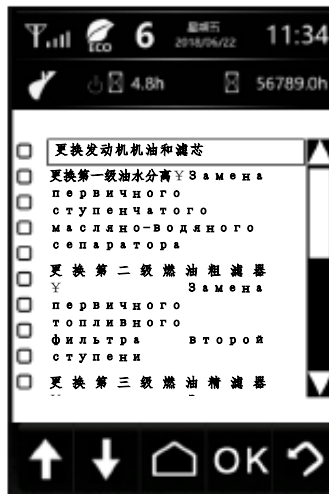 ECO 6 星期五 11:34
2018/06/22
4.8h 56789.0h
更换发动机机油和滤芯
更换第一级油水分离¥Замена
первичного
ступенчатого
масляно-водяного
сепаратора
更换第二级燃油粗滤器
¥ Замена
первичного
топливного
фильтра второй
ступени
更换第三级燃油精滤器
OK